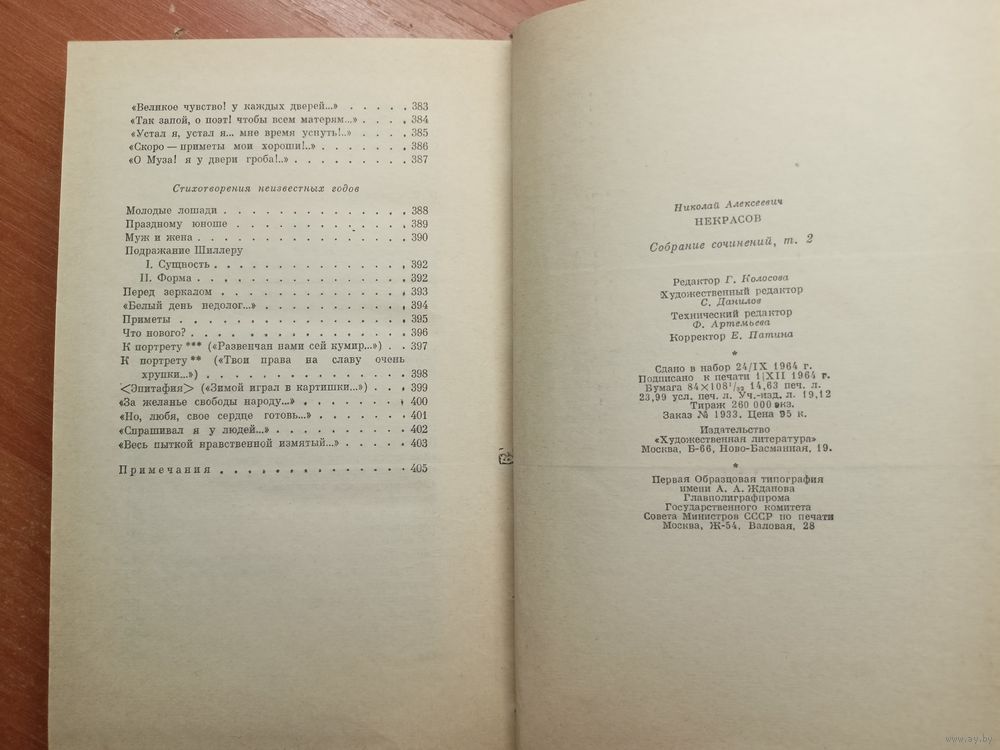 «Великое чувство! у каждых дверей...» . . . . . 383
«Так запой, о поэт! чтобы всем матерям...» . . . . 384
«Устал я, устал я... мне время уснуть!..» . . . . 385
«Скоро — приметы мои хороши!..» . . . . . . . 386
«О Муза! я у двери гроба!..» . . . . . . . . . 387
Стихотворения неизвестных годов
Молодые лошади . . . . . . . . . . . . . . 388
Праздному юноше . . . . . . . . . . . . . 389
Муж и жена . . . . . . . . . . . . . . . . 390
Подражание Шиллеру
I. Сущность . . . . . . . . . . . . . . 392
II. Форма . . . . . . . . . . . . . . . 392
Перед зеркалом . . . . . . . . . . . . . . 393
«Белый день недолог...» . . . . . . . . . . . 394
Приметы . . . . . . . . . . . . . . . . . 395
Что нового? . . . . . . . . . . . . . . . . 396
К портрету *** («Развенчан нами сей кумир...») . . 397
К портрету ** («Твои права на славу очень
хрупки...») . . . . . . . . . . . . . . . 398
<Эпитафия> («Зимой играл в картишки...») . . . 399
«За желанье свободы народу...» . . . . . . . . 400
«Но, любя, свое сердце готовь...» . . . . . . . 401
«Спрашивал я у людей...» . . . . . . . . . . 402
«Весь пыткой нравственной измятый...» . . . . . 403
Примечания . . . . . . . . . . . . . . 405
Николай Алексеевич
НЕКРАСОВ
Собрание сочинений, т. 2
Редактор Г. Колосова
Художественный редактор
С. Данилов
Технический редактор
Ф. Артемьева
Корректор Е. Патина
*
Сдано в набор 24/IX 1964 г.
Подписано к печати 1/XII 1964 г.
Бумага 84×108¹/₃₂ 14,63 печ. л.
23,99 усл. печ. л. Уч.-изд. л. 19,12
Тираж 260 000 экз.
Заказ № 1933. Цена 95 к.
Издательство
«Художественная литература»
Москва, Б-66, Ново-Басманная, 19.
*
Первая Образцовая типография
имени А. А. Жданова
Главполиграфпрома
Государственного комитета
Совета Министров СССР по печати
Москва, Ж-54, Валовая, 28
www.ay.by